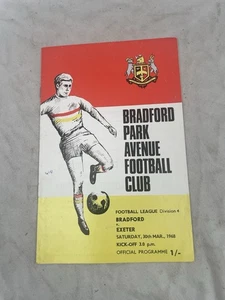 BRADFORD
PARK
AVENUE
FOOTBALL
CLUB
FOOTBALL LEAGUE Division 4
BRADFORD
v.
EXETER
SATURDAY, 30th MAR., 1968
KICK-OFF 3.0 p.m.
OFFICIAL PROGRAMME 1/-